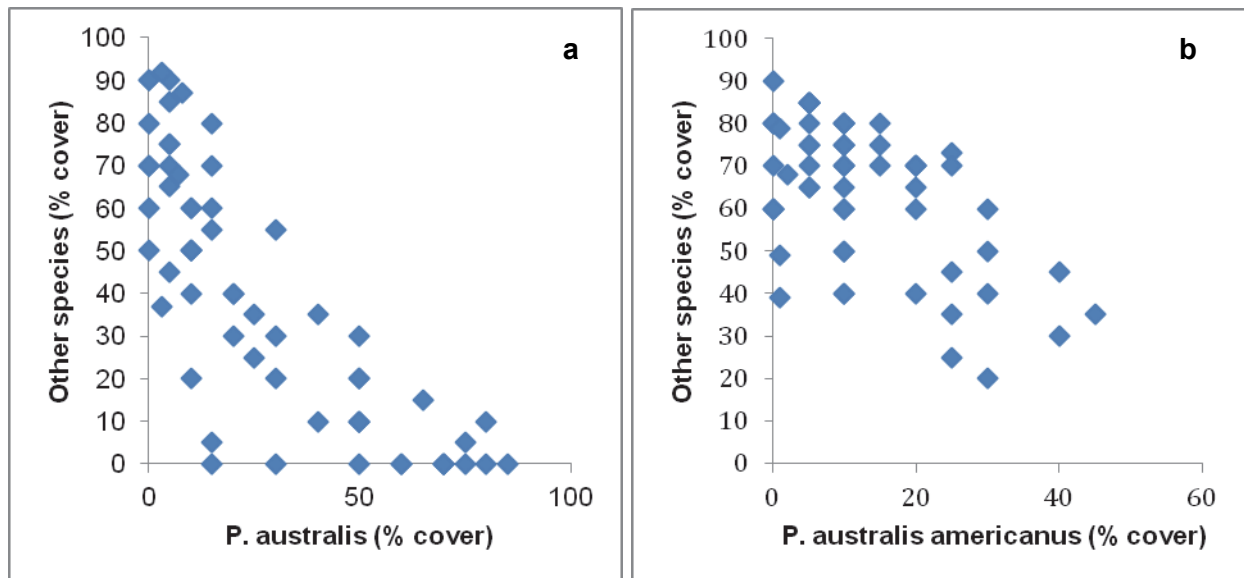 a
Other species (% cover)
100
90
80
70
60
50
40
30
20
10
0
0 50 100
P. australis (% cover)
b
Other species (% cover)
100
90
80
70
60
50
40
30
20
10
0
0 20 40 60
P. australis americanus (% cover)